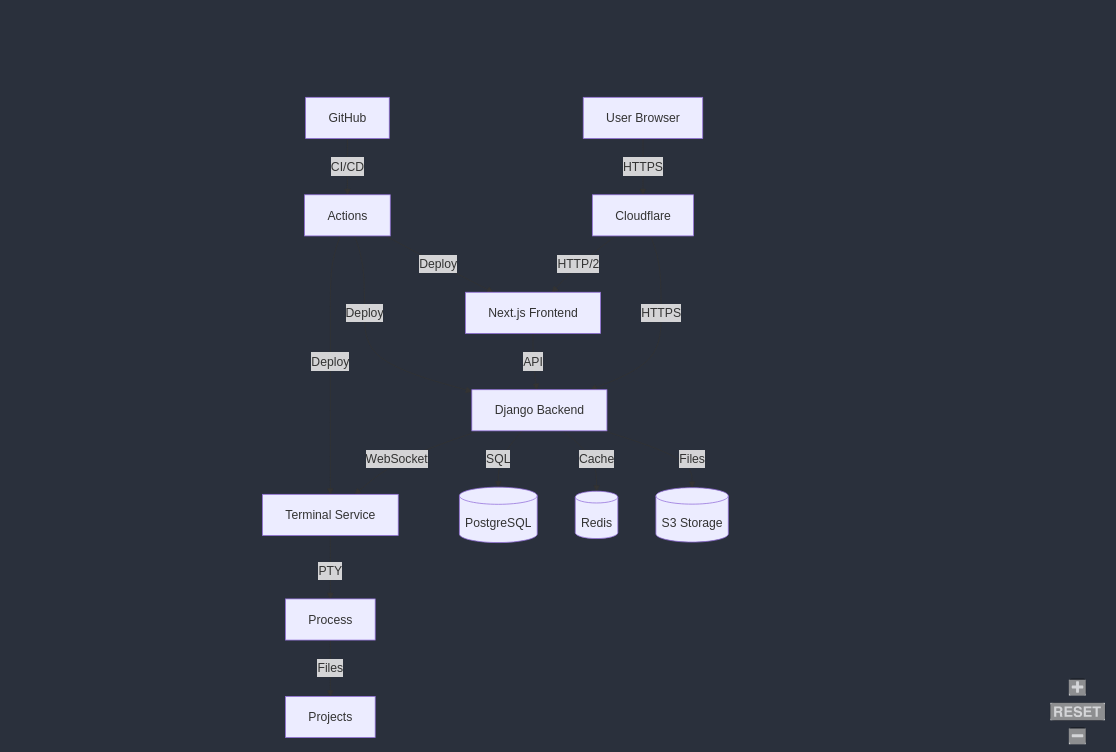 GitHub
User Browser
CI/CD
HTTPS
Actions
Cloudflare
Deploy
HTTP/2
Deploy
Next.js Frontend
HTTPS
Deploy
API
Django Backend
WebSocket
SQL
Cache
Files
Terminal Service
PostgreSQL
Redis
S3 Storage
PTY
Process
Files
Projects
RESET